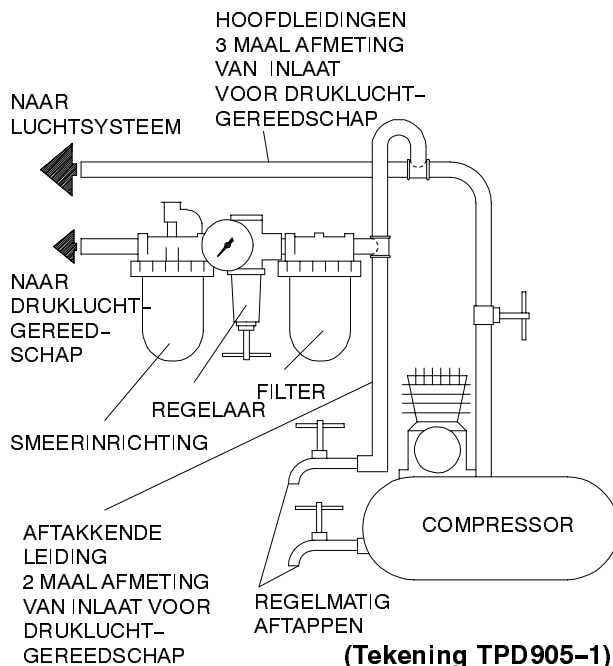 HOOFDLEIDINGEN
3 MAAL AFMETING
VAN INLAAT
VOOR DRUKLUCHT–
GEREEDSCHAP
NAAR
LUCHTSYSTEEM
NAAR
DRUKLUCHT–
GEREED–
SCHAP
FILTER
REGELAAR
SMEERINRICHTING
COMPRESSOR
AFTAKKENDE
LEIDING
2 MAAL AFMETING
VAN INLAAT VOOR
DRUKLUCHT–
GEREEDSCHAP
REGELMATIG
AFTAPPEN
(Tekening TPD905–1)